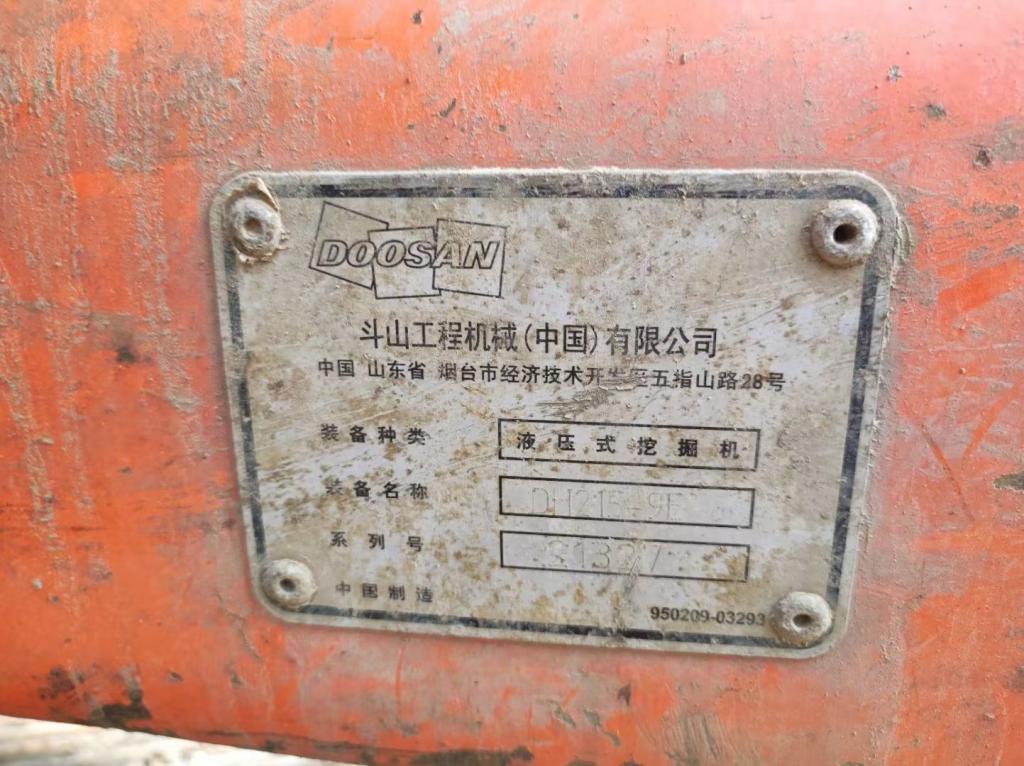 DOOSAN
斗山工程机械(中国)有限公司
中国 山东省 烟台市经济技术开发区五指山路28号
装备种类 液压式挖掘机
装备名称 DH215-9E
系列号 S1327
中国制造
950209-03293